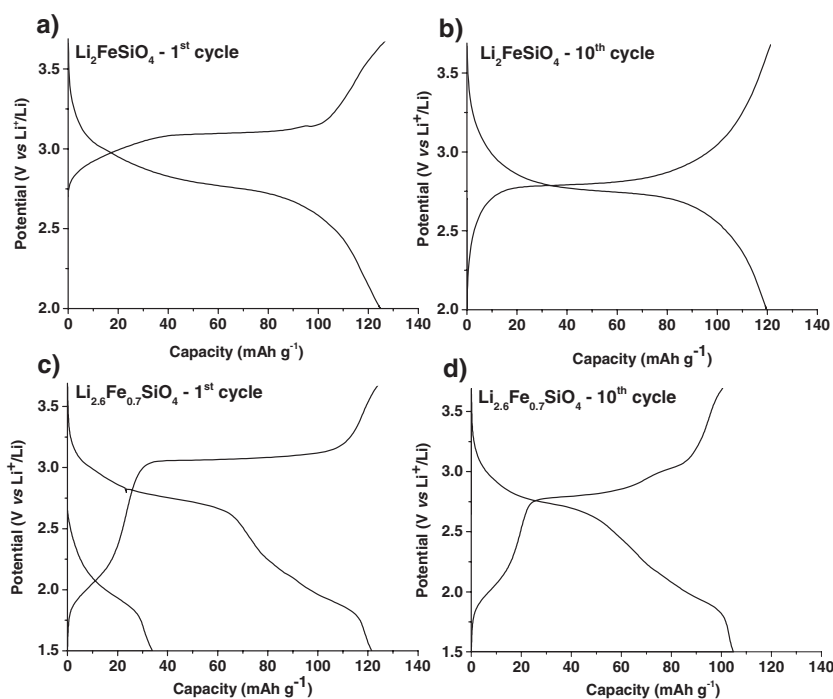 a)
Li₂FeSiO₄ - 1ˢᵗ cycle
Potential (V vs Li⁺/Li)
3.5
3.0
2.5
2.0
0 20 40 60 80 100 120 140
Capacity (mAh g⁻¹)
b)
Li₂FeSiO₄ - 10ᵗʰ cycle
Potential (V vs Li⁺/Li)
3.5
3.0
2.5
2.0
0 20 40 60 80 100 120 140
Capacity (mAh g⁻¹)
c)
Li₂.₆Fe₀.₇SiO₄ - 1ˢᵗ cycle
Potential (V vs Li⁺/Li)
3.5
3.0
2.5
2.0
1.5
0 20 40 60 80 100 120 140
Capacity (mAh g⁻¹)
d)
Li₂.₆Fe₀.₇SiO₄ - 10ᵗʰ cycle
Potential (V vs Li⁺/Li)
3.5
3.0
2.5
2.0
1.5
0 20 40 60 80 100 120 140
Capacity (mAh g⁻¹)